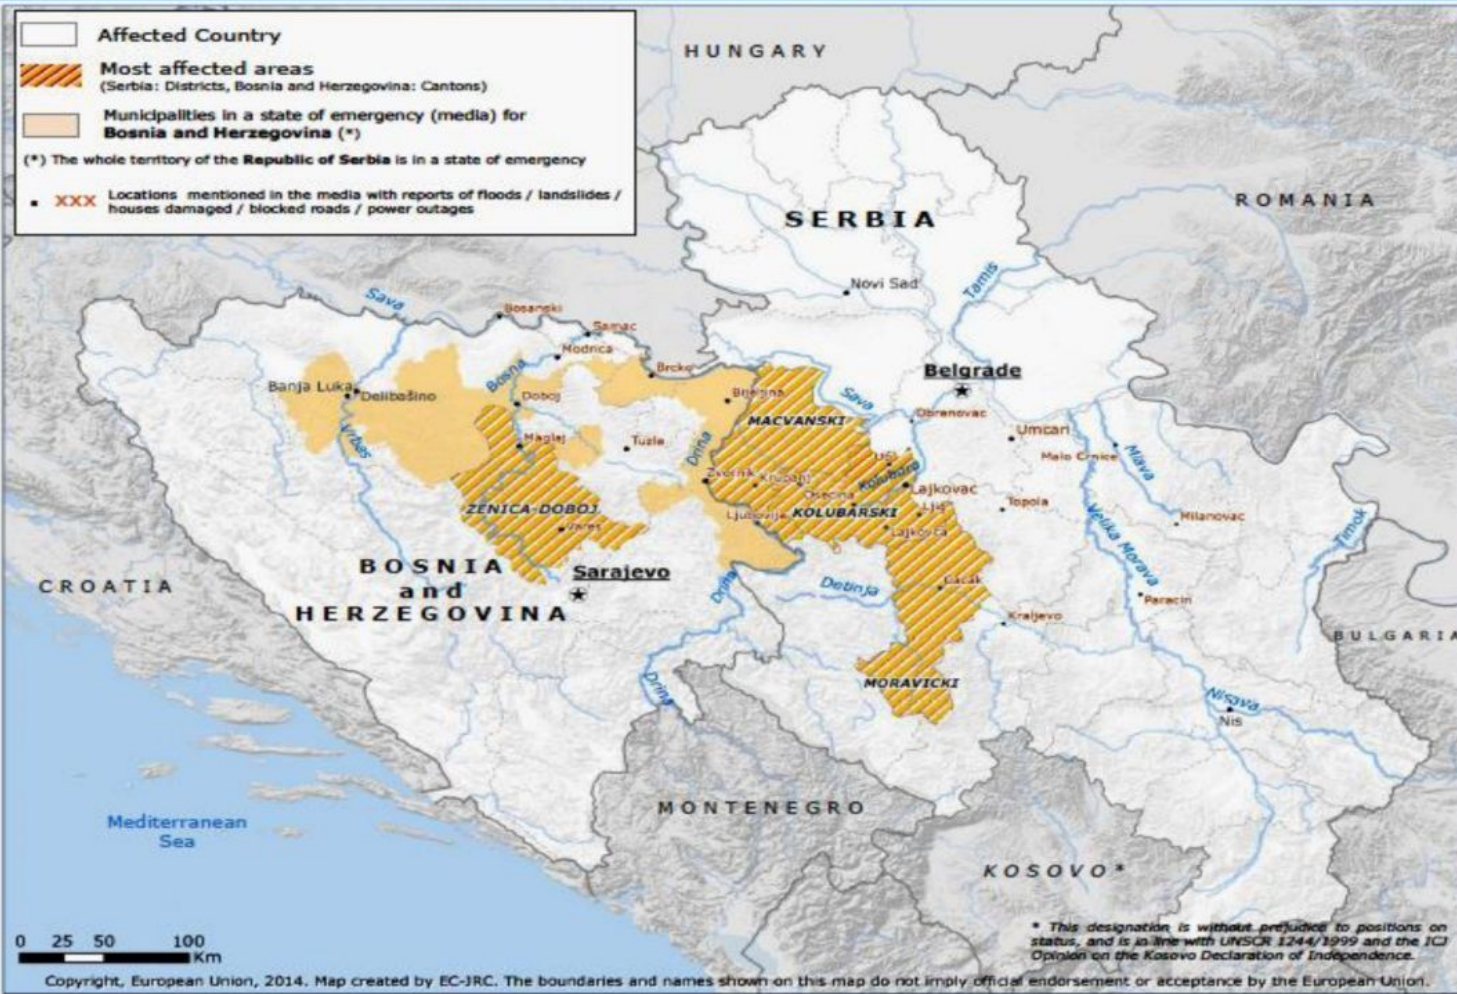 Affected Country
Most affected areas
(Serbia: Districts, Bosnia and Herzegovina: Cantons)
Municipalities in a state of emergency (media) for
Bosnia and Herzegovina (*)
(*) The whole territory of the Republic of Serbia is in a state of emergency
XXX Locations mentioned in the media with reports of floods / landslides /
houses damaged / blocked roads / power outages
HUNGARY
ROMANIA
SERBIA
Novi Sad
Tamis
Sava
Bosanski
Samac
Modrica
Bosna
Brcko
Belgrade
Banja Luka
Delibašino
Doboj
Bijeljina
Sava
MACVANSKI
Obrenovac
Umcari
Vrbas
Maglaj
Tuzla
Drina
Ub
Malo Crnice
Mlava
Zvornik
Krupanj
Kolubara
Osecina
Lajkovac
Topola
ZENICA-DOBOJ
Ljubovija
KOLUBARSKI
Ljig
Milanovac
Vares
Lajkovca
Velika Morava
Timok
BOSNIA
and
HERZEGOVINA
Sarajevo
CROATIA
Drina
Detinja
Cacak
Paracin
Kraljevo
BULGARIA
Drina
MORAVICKI
Nisava
Nis
Mediterranean
Sea
MONTENEGRO
KOSOVO*
0 25 50 100
Km
* This designation is without prejudice to positions on
status, and is in line with UNSCR 1244/1999 and the ICJ
Opinion on the Kosovo Declaration of Independence.
Copyright, European Union, 2014. Map created by EC-JRC. The boundaries and names shown on this map do not imply official endorsement or acceptance by the European Union.